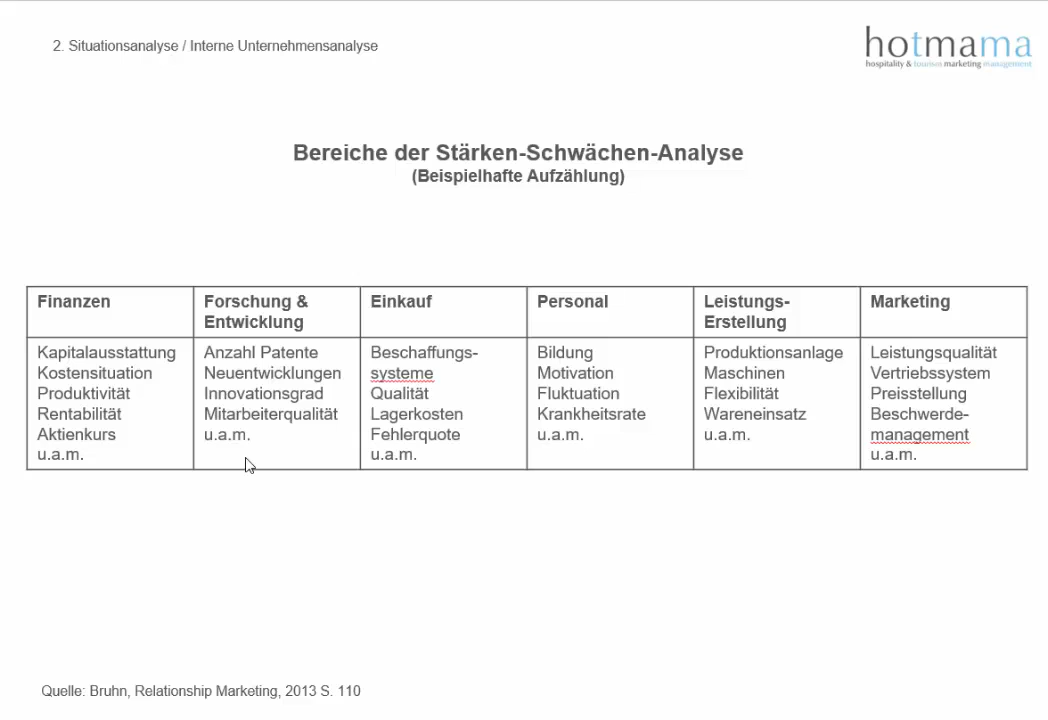 2. Situationsanalyse / Interne Unternehmensanalyse
hotmama
hospitality & tourism marketing management
Bereiche der Stärken-Schwächen-Analyse
(Beispielhafte Aufzählung)
Finanzen
Kapitalausstattung
Kostensituation
Produktivität
Rentabilität
Aktienkurs
u.a.m.
Forschung &
Entwicklung
Anzahl Patente
Neuentwicklungen
Innovationsgrad
Mitarbeiterqualität
u.a.m.
Einkauf
Beschaffungs-
systeme
Qualität
Lagerkosten
Fehlerquote
u.a.m.
Personal
Bildung
Motivation
Fluktuation
Krankheitsrate
u.a.m.
Leistungs-
Erstellung
Produktionsanlage
Maschinen
Flexibilität
Wareneinsatz
u.a.m.
Marketing
Leistungsqualität
Vertriebssystem
Preisstellung
Beschwerde-
management
u.a.m.
Quelle: Bruhn, Relationship Marketing, 2013 S. 110